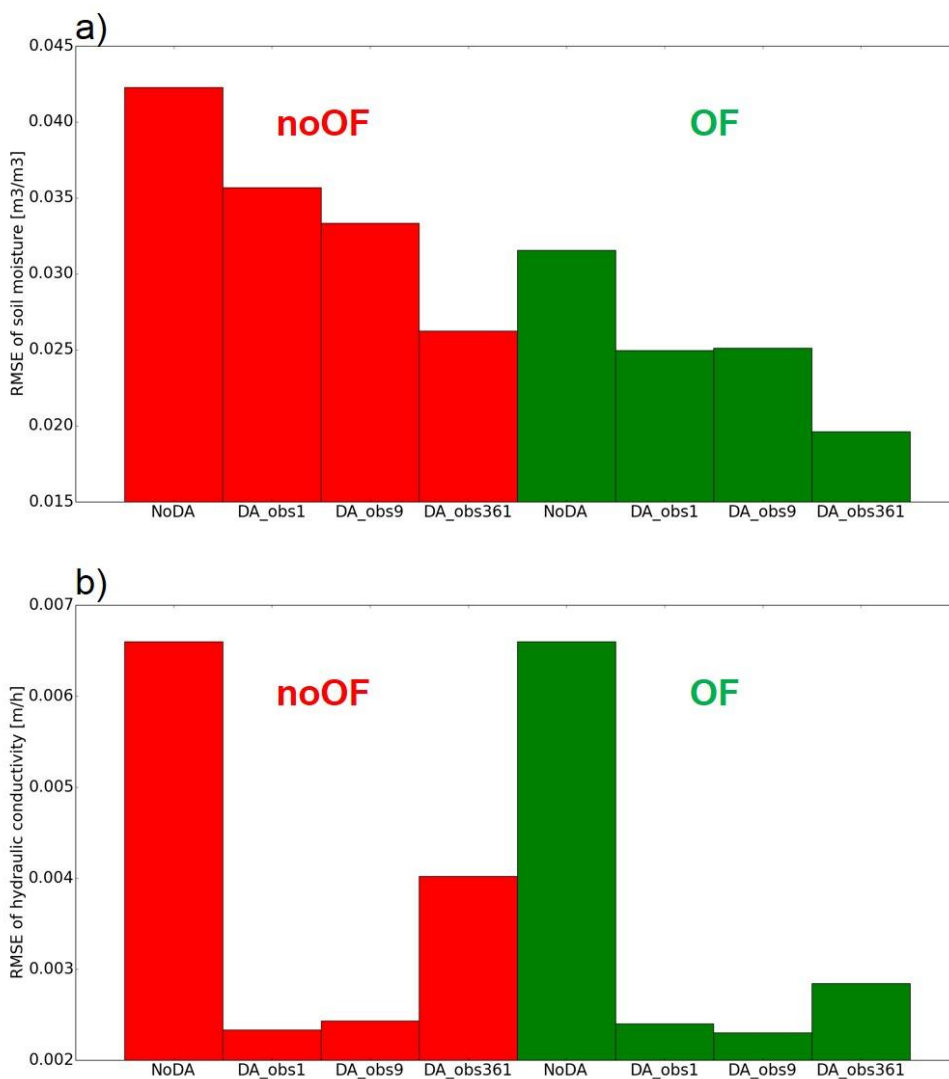 a)
0.045
0.040
0.035
0.030
0.025
0.020
0.015
RMSE of soil moisture [m3/m3]
noOF OF
NoDA DA_obs1 DA_obs9 DA_obs361 NoDA DA_obs1 DA_obs9 DA_obs361
b)
0.007
0.006
0.005
0.004
0.003
0.002
RMSE of hydraulic conductivity [m/h]
noOF OF
NoDA DA_obs1 DA_obs9 DA_obs361 NoDA DA_obs1 DA_obs9 DA_obs361